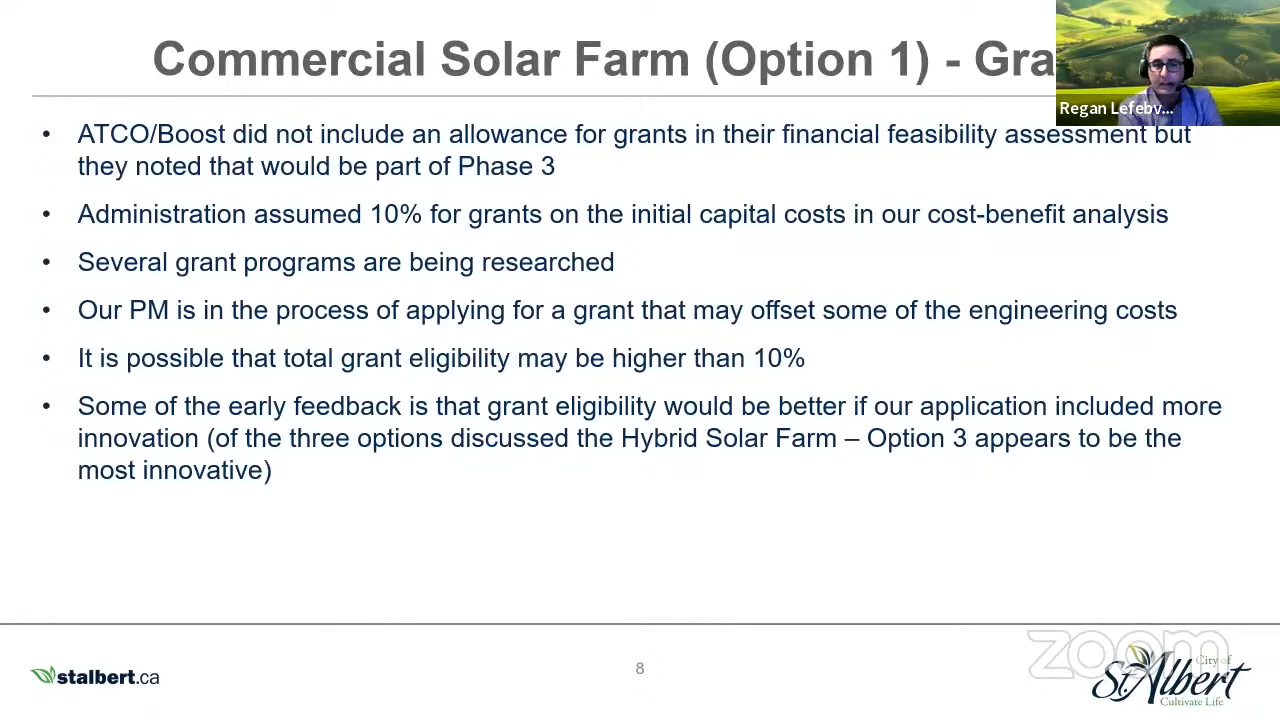 Commercial Solar Farm (Option 1) - Gra
Regan Lefebv...
• ATCO/Boost did not include an allowance for grants in their financial feasibility assessment but
they noted that would be part of Phase 3
• Administration assumed 10% for grants on the initial capital costs in our cost-benefit analysis
• Several grant programs are being researched
• Our PM is in the process of applying for a grant that may offset some of the engineering costs
• It is possible that total grant eligibility may be higher than 10%
• Some of the early feedback is that grant eligibility would be better if our application included more
innovation (of the three options discussed the Hybrid Solar Farm – Option 3 appears to be the
most innovative)
zoom
stalbert.ca
8
City of
St. Albert
Cultivate Life